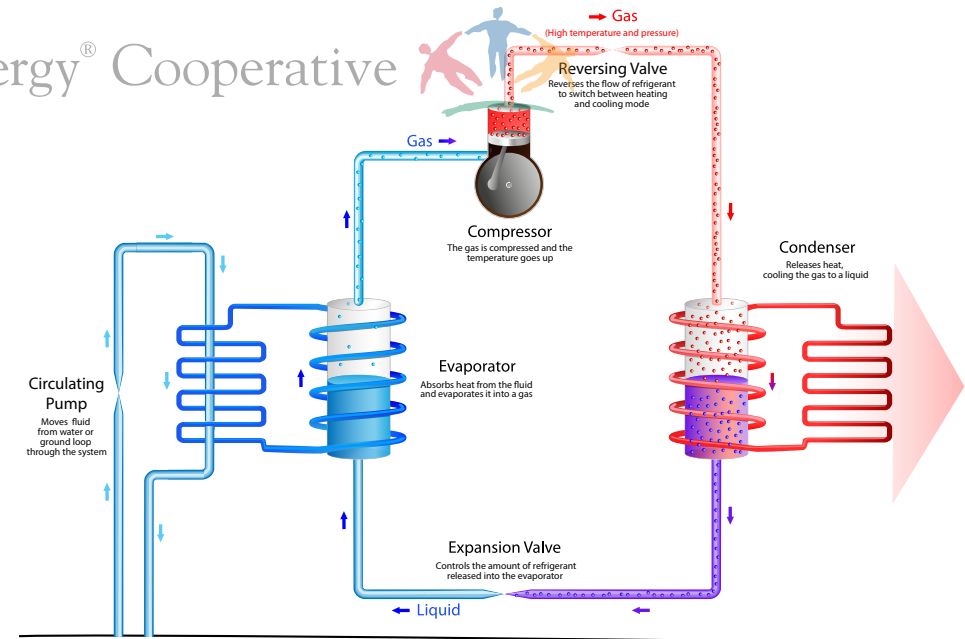 ergy® Cooperative
Gas
(High temperature and pressure)
Reversing Valve
Reverses the flow of refrigerant
to switch between heating
and cooling mode
Gas
Compressor
The gas is compressed and the
temperature goes up
Condenser
Releases heat,
cooling the gas to a liquid
Evaporator
Absorbs heat from the fluid
and evaporates it into a gas
Circulating
Pump
Moves fluid
from water or
ground loop
through the system
Expansion Valve
Controls the amount of refrigerant
released into the evaporator
Liquid